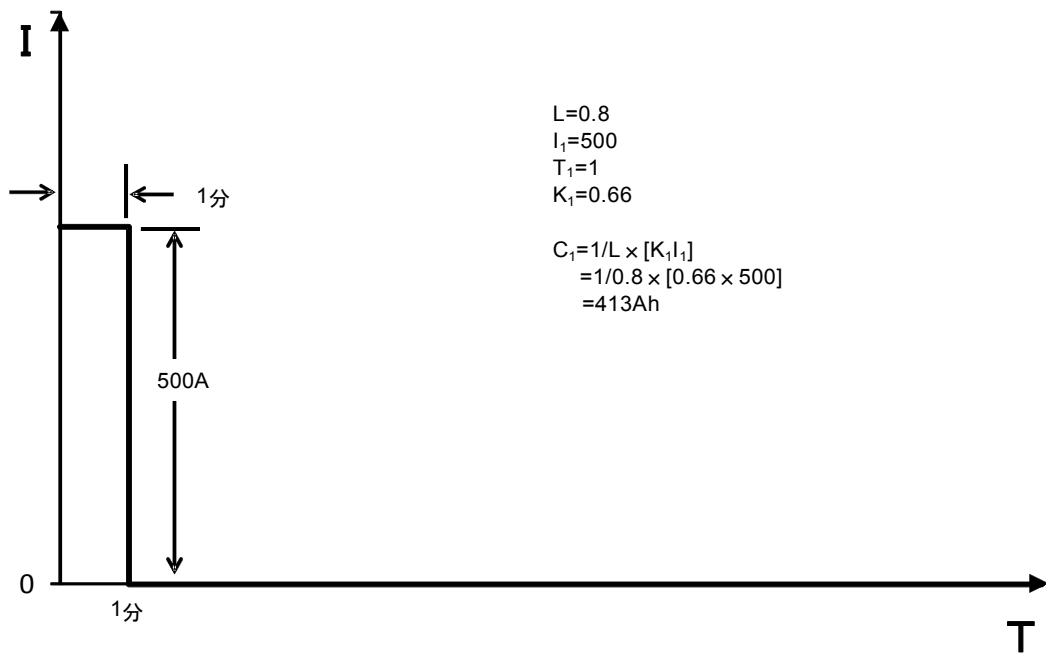 I
L=0.8
I₁=500
T₁=1
K₁=0.66
1分
C₁=1/L×[K₁I₁]
=1/0.8×[0.66×500]
=413Ah
500A
0
1分
T